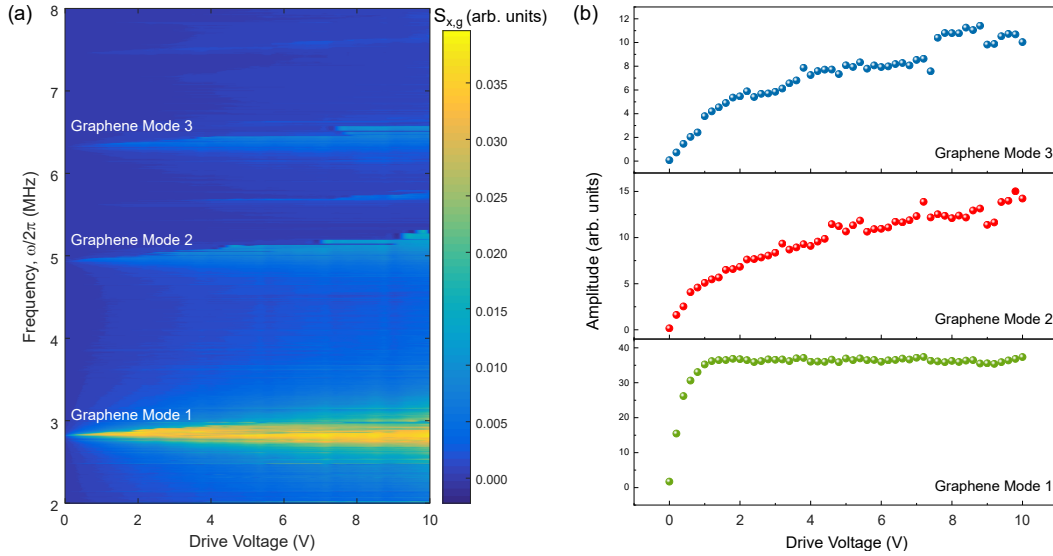 (a)
S x,g (arb. units)
8
7
6
5
4
3
2
Frequency, ω/2π (MHz)
Graphene Mode 3
Graphene Mode 2
Graphene Mode 1
0 2 4 6 8 10
Drive Voltage (V)
0.035
0.030
0.025
0.020
0.015
0.010
0.005
0.000
(b)
Amplitude (arb. units)
12
10
8
6
4
2
0
Graphene Mode 3
15
10
5
0
Graphene Mode 2
40
30
20
10
0
Graphene Mode 1
0 2 4 6 8 10
Drive Voltage (V)